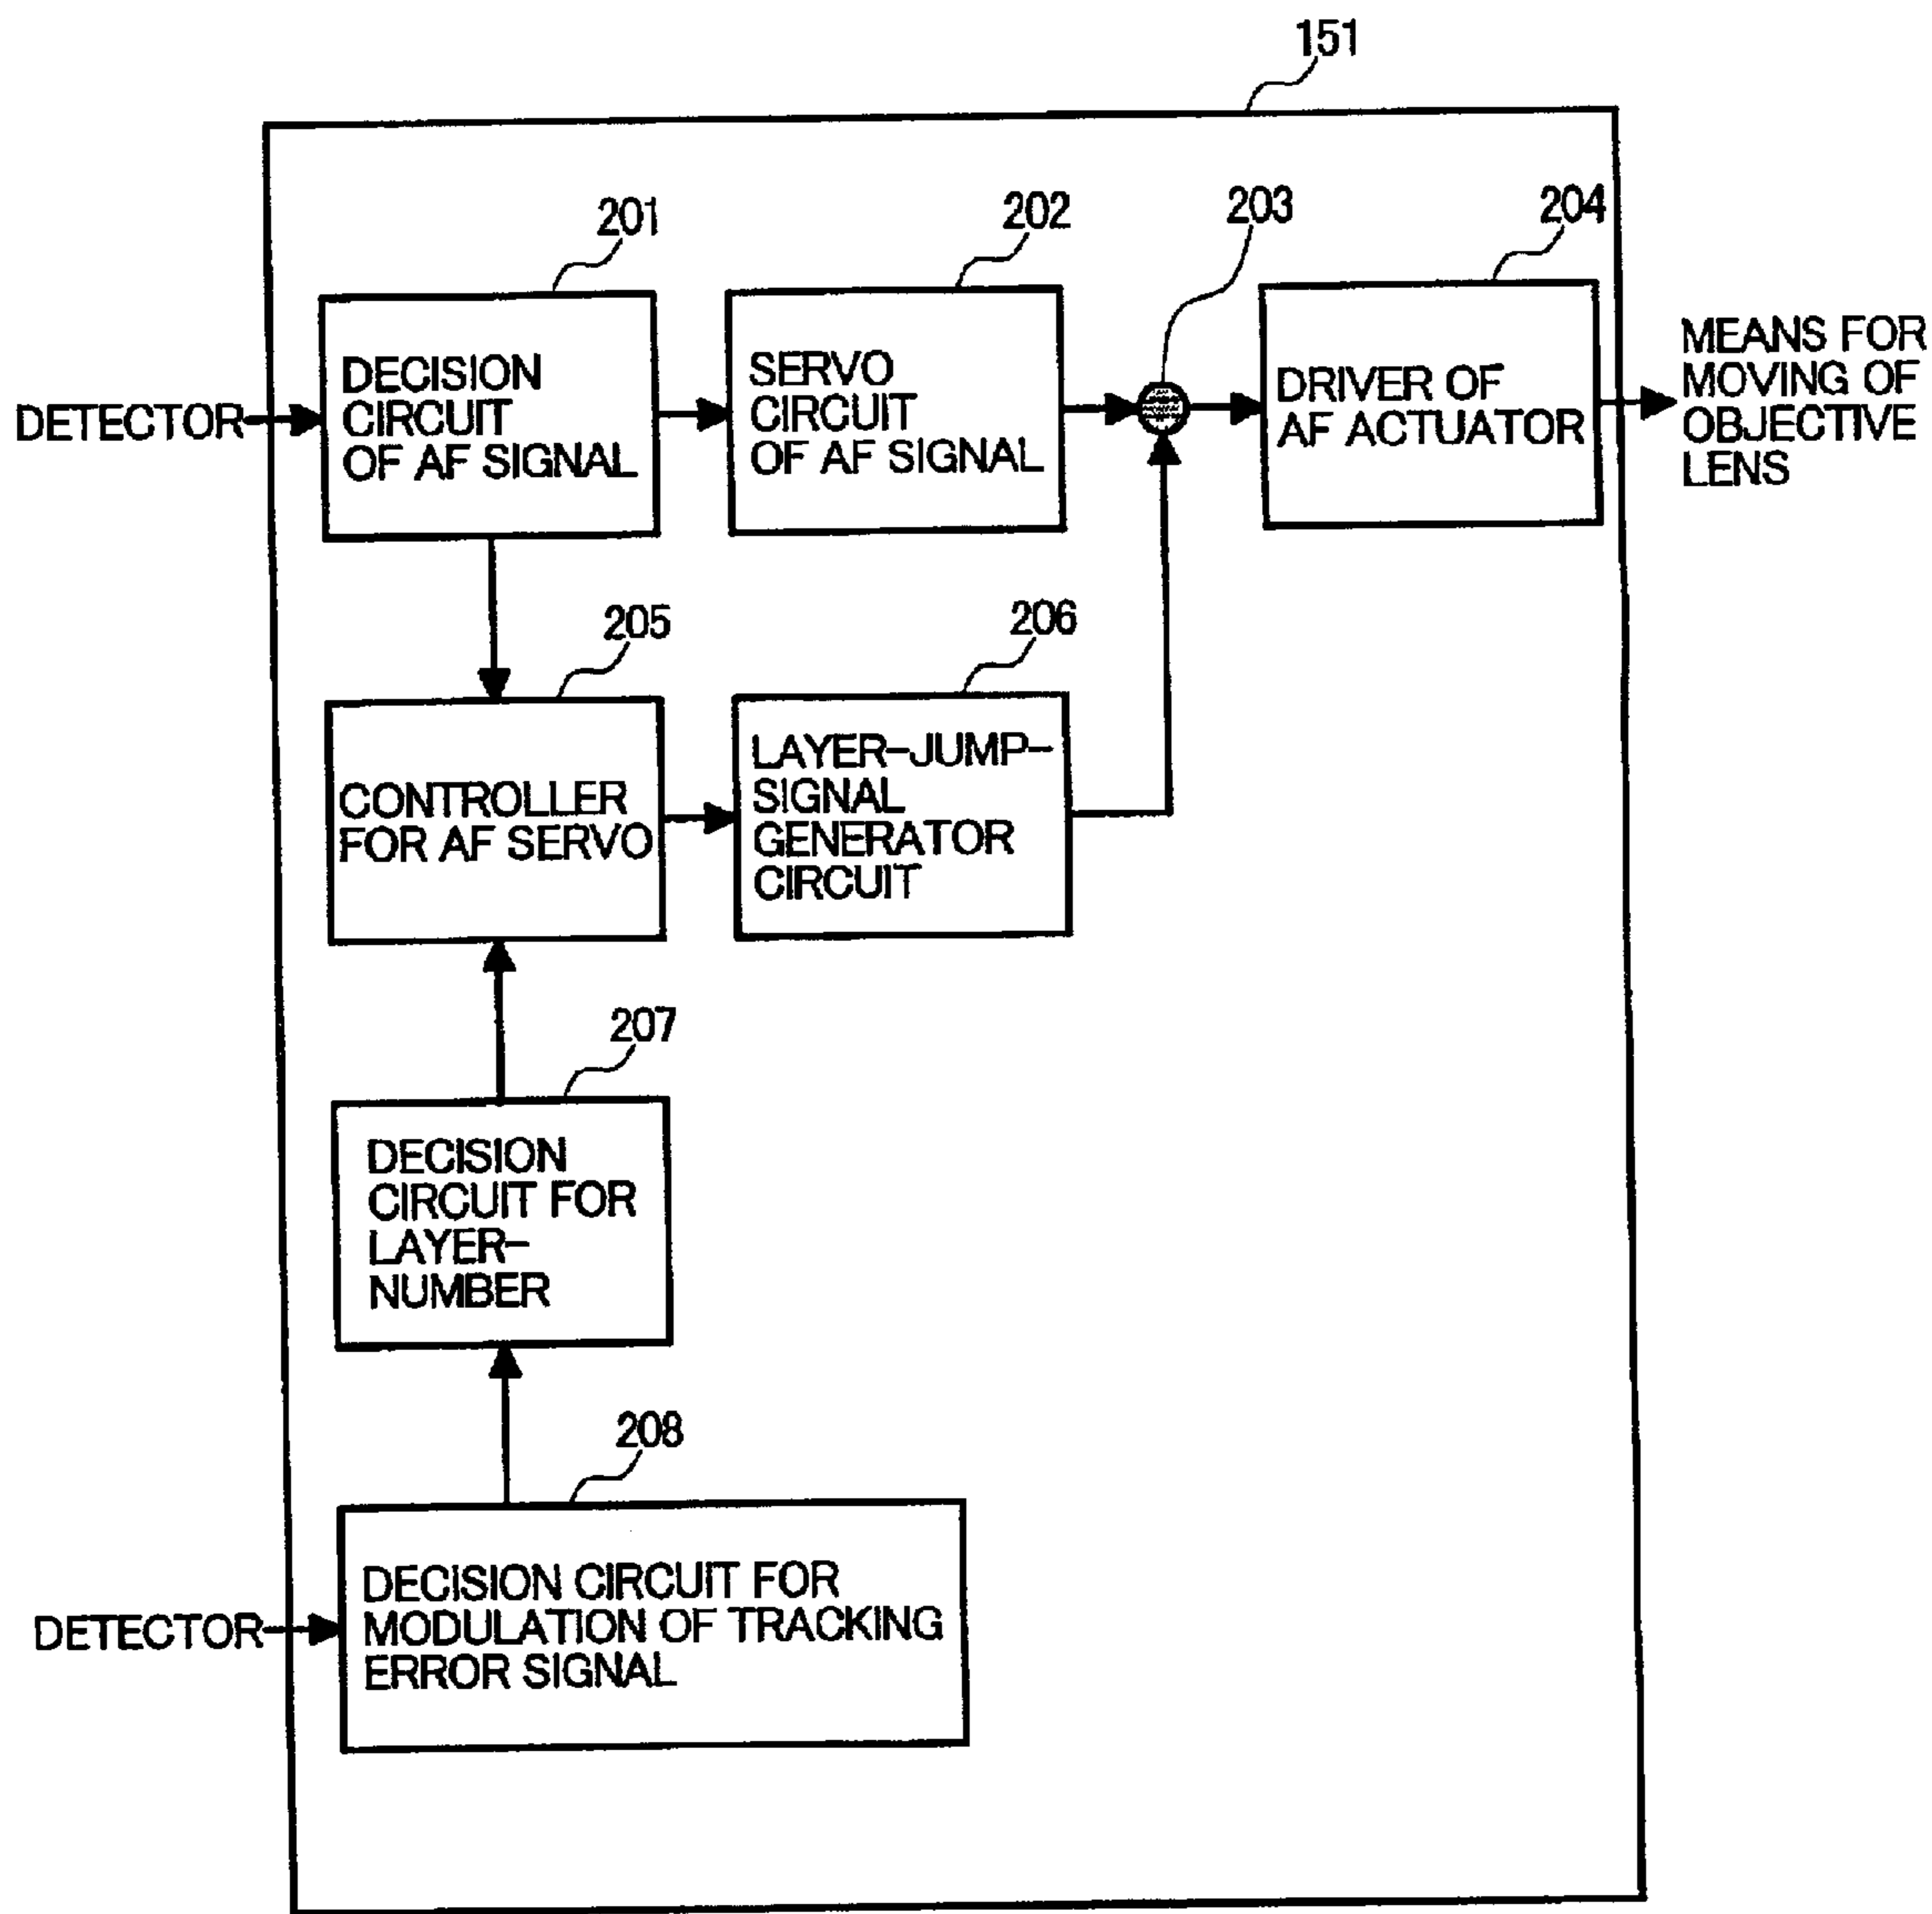 151
201
202
203
204
DETECTOR
DECISION
CIRCUIT
OF AF SIGNAL
SERVO
CIRCUIT
OF AF SIGNAL
DRIVER OF
AF ACTUATOR
MEANS FOR
MOVING OF
OBJECTIVE
LENS
205
206
CONTROLLER
FOR AF SERVO
LAYER-JUMP-
SIGNAL
GENERATOR
CIRCUIT
207
DECISION
CIRCUIT FOR
LAYER-
NUMBER
208
DETECTOR
DECISION CIRCUIT FOR
MODULATION OF TRACKING
ERROR SIGNAL